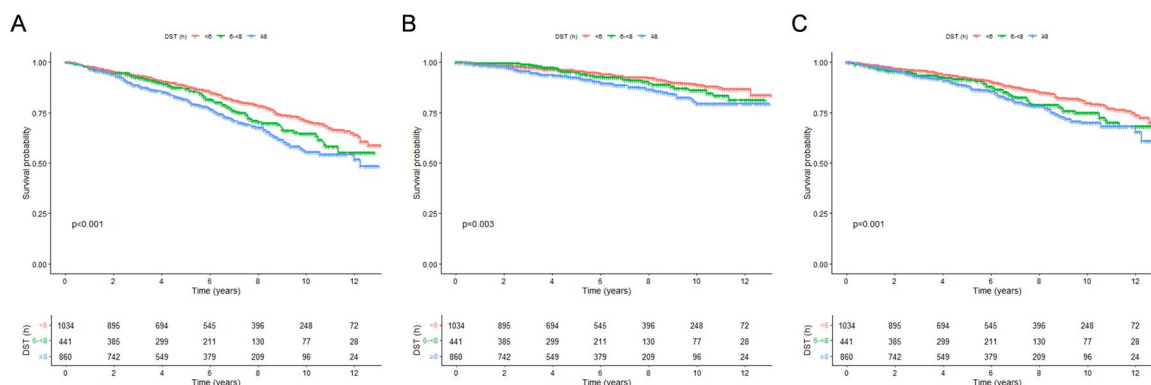 A
DST (h) <6 6-<8 ≥8
Survival probability
1.00
0.75
0.50
0.25
0.00
p<0.001
0 2 4 6 8 10 12
Time (years)
DST (h)
<6 1034 895 694 545 396 248 72
6-<8 441 385 299 211 130 77 28
≥8 860 742 549 379 209 96 24
0 2 4 6 8 10 12
Time (years)
B
DST (h) <6 6-<8 ≥8
Survival probability
1.00
0.75
0.50
0.25
0.00
p=0.003
0 2 4 6 8 10 12
Time (years)
DST (h)
<6 1034 895 694 545 396 248 72
6-<8 441 385 299 211 130 77 28
≥8 860 742 549 379 209 96 24
0 2 4 6 8 10 12
Time (years)
C
DST (h) <6 6-<8 ≥8
Survival probability
1.00
0.75
0.50
0.25
0.00
p=0.001
0 2 4 6 8 10 12
Time (years)
DST (h)
<6 1034 895 694 545 396 248 72
6-<8 441 385 299 211 130 77 28
≥8 860 742 549 379 209 96 24
0 2 4 6 8 10 12
Time (years)